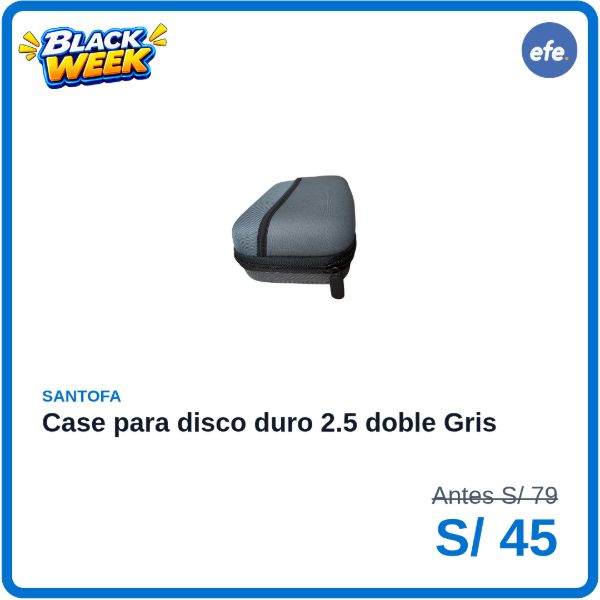 BLACK
WEEK
efe.
SANTOFA
Case para disco duro 2.5 doble Gris
Antes S/ 79
S/ 45